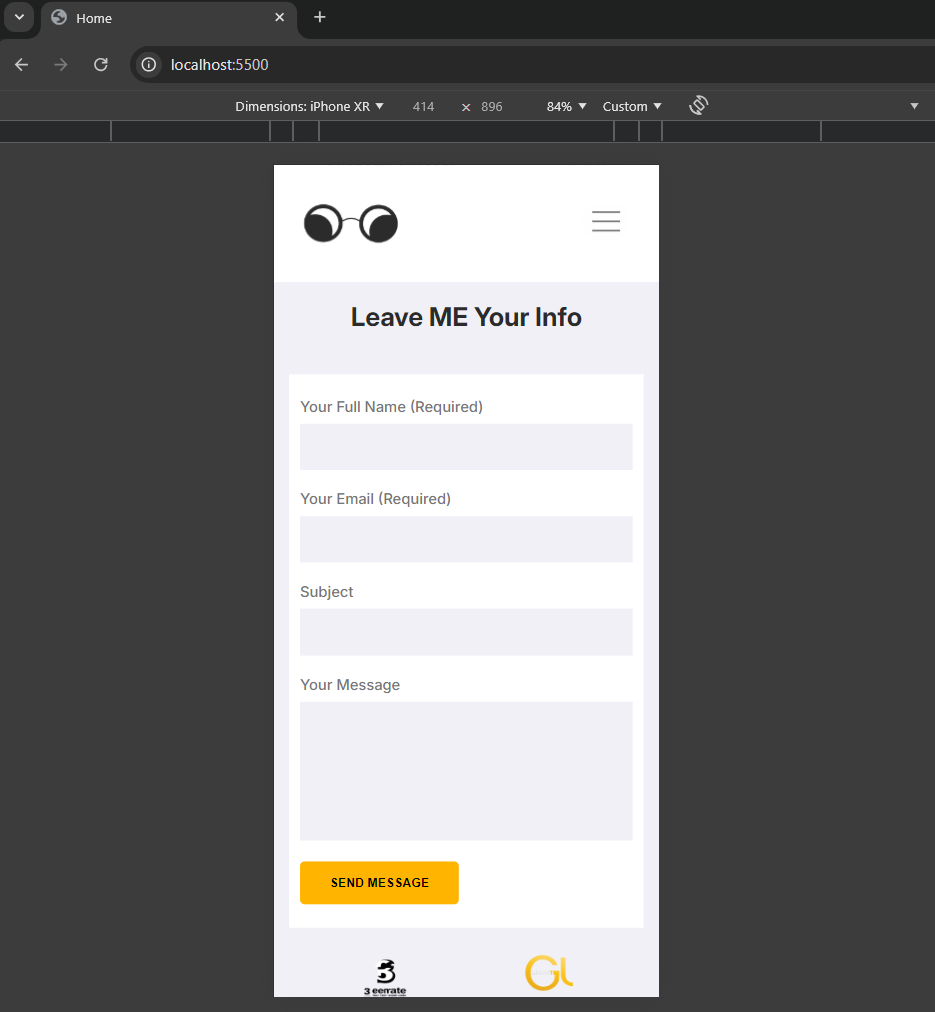 Home
localhost:5500
Dimensions: iPhone XR 414 × 896 84% Custom
Leave ME Your Info
Your Full Name (Required)
Your Email (Required)
Subject
Your Message
SEND MESSAGE
3 eerrate
GL